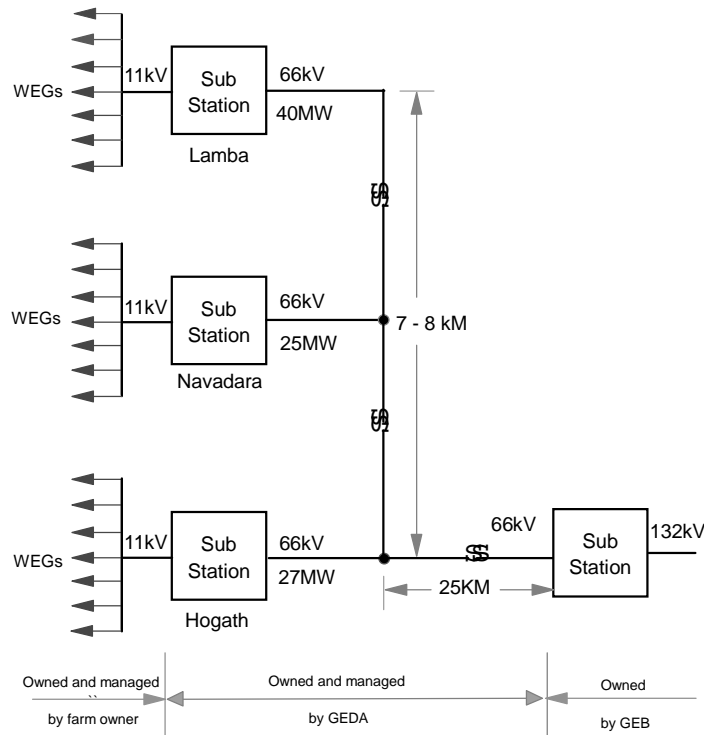 11kV
Sub
Station
66kV
WEGs
40MW
Lamba
11kV
Sub
Station
66kV
WEGs
7 - 8 kM
25MW
Navadara
66kV
132kV
11kV
Sub
Station
66kV
Sub
Station
WEGs
27MW
25KM
Hogath
Owned and managed
by farm owner
Owned and managed
by GEDA
Owned
by GEB